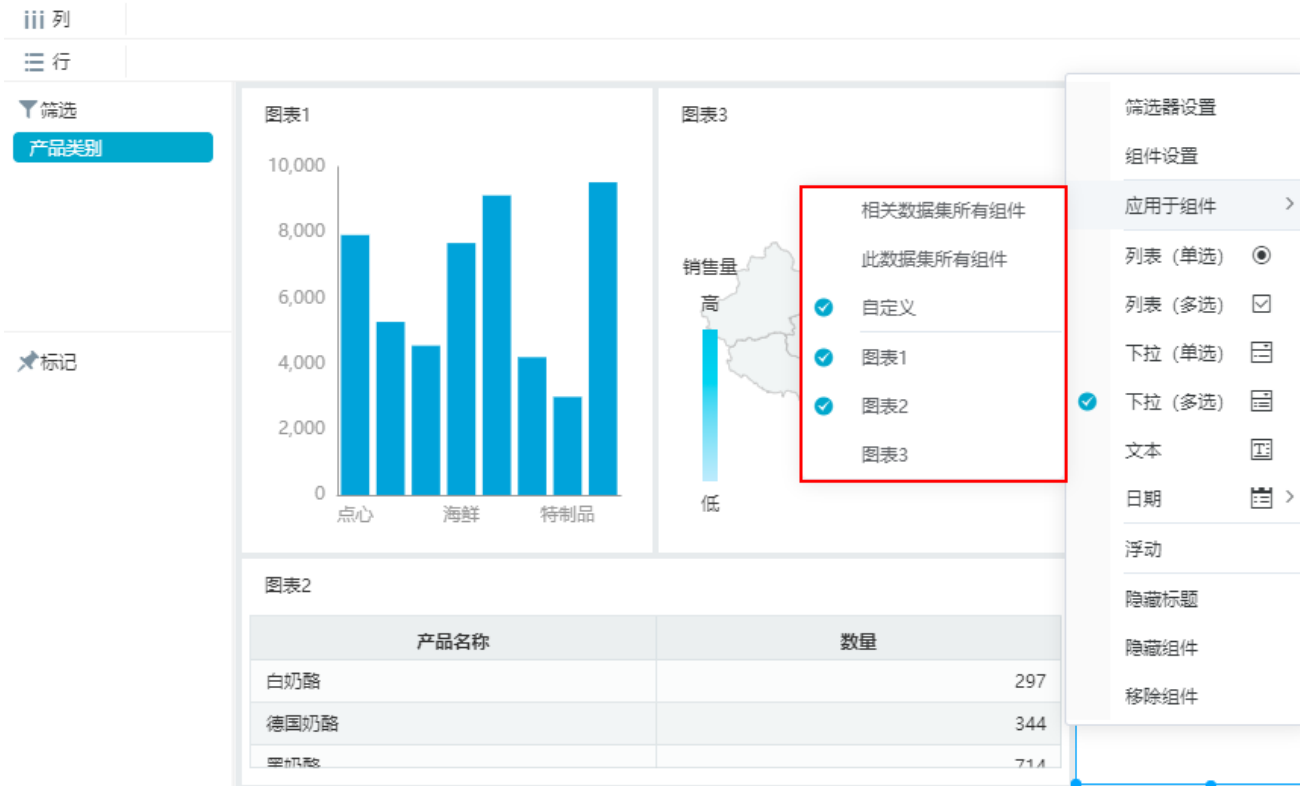 列
行
筛选
产品类别
标记
图表1
10,000
8,000
6,000
4,000
2,000
0
点心 海鲜 特制品
图表3
销售量
高
低
相关数据集所有组件
此数据集所有组件
自定义
图表1
图表2
图表3
筛选器设置
组件设置
应用于组件
列表（单选）
列表（多选）
下拉（单选）
下拉（多选）
文本
日期
浮动
隐藏标题
隐藏组件
移除组件
图表2
产品名称 数量
白奶酪 297
德国奶酪 344
黑奶酪 714